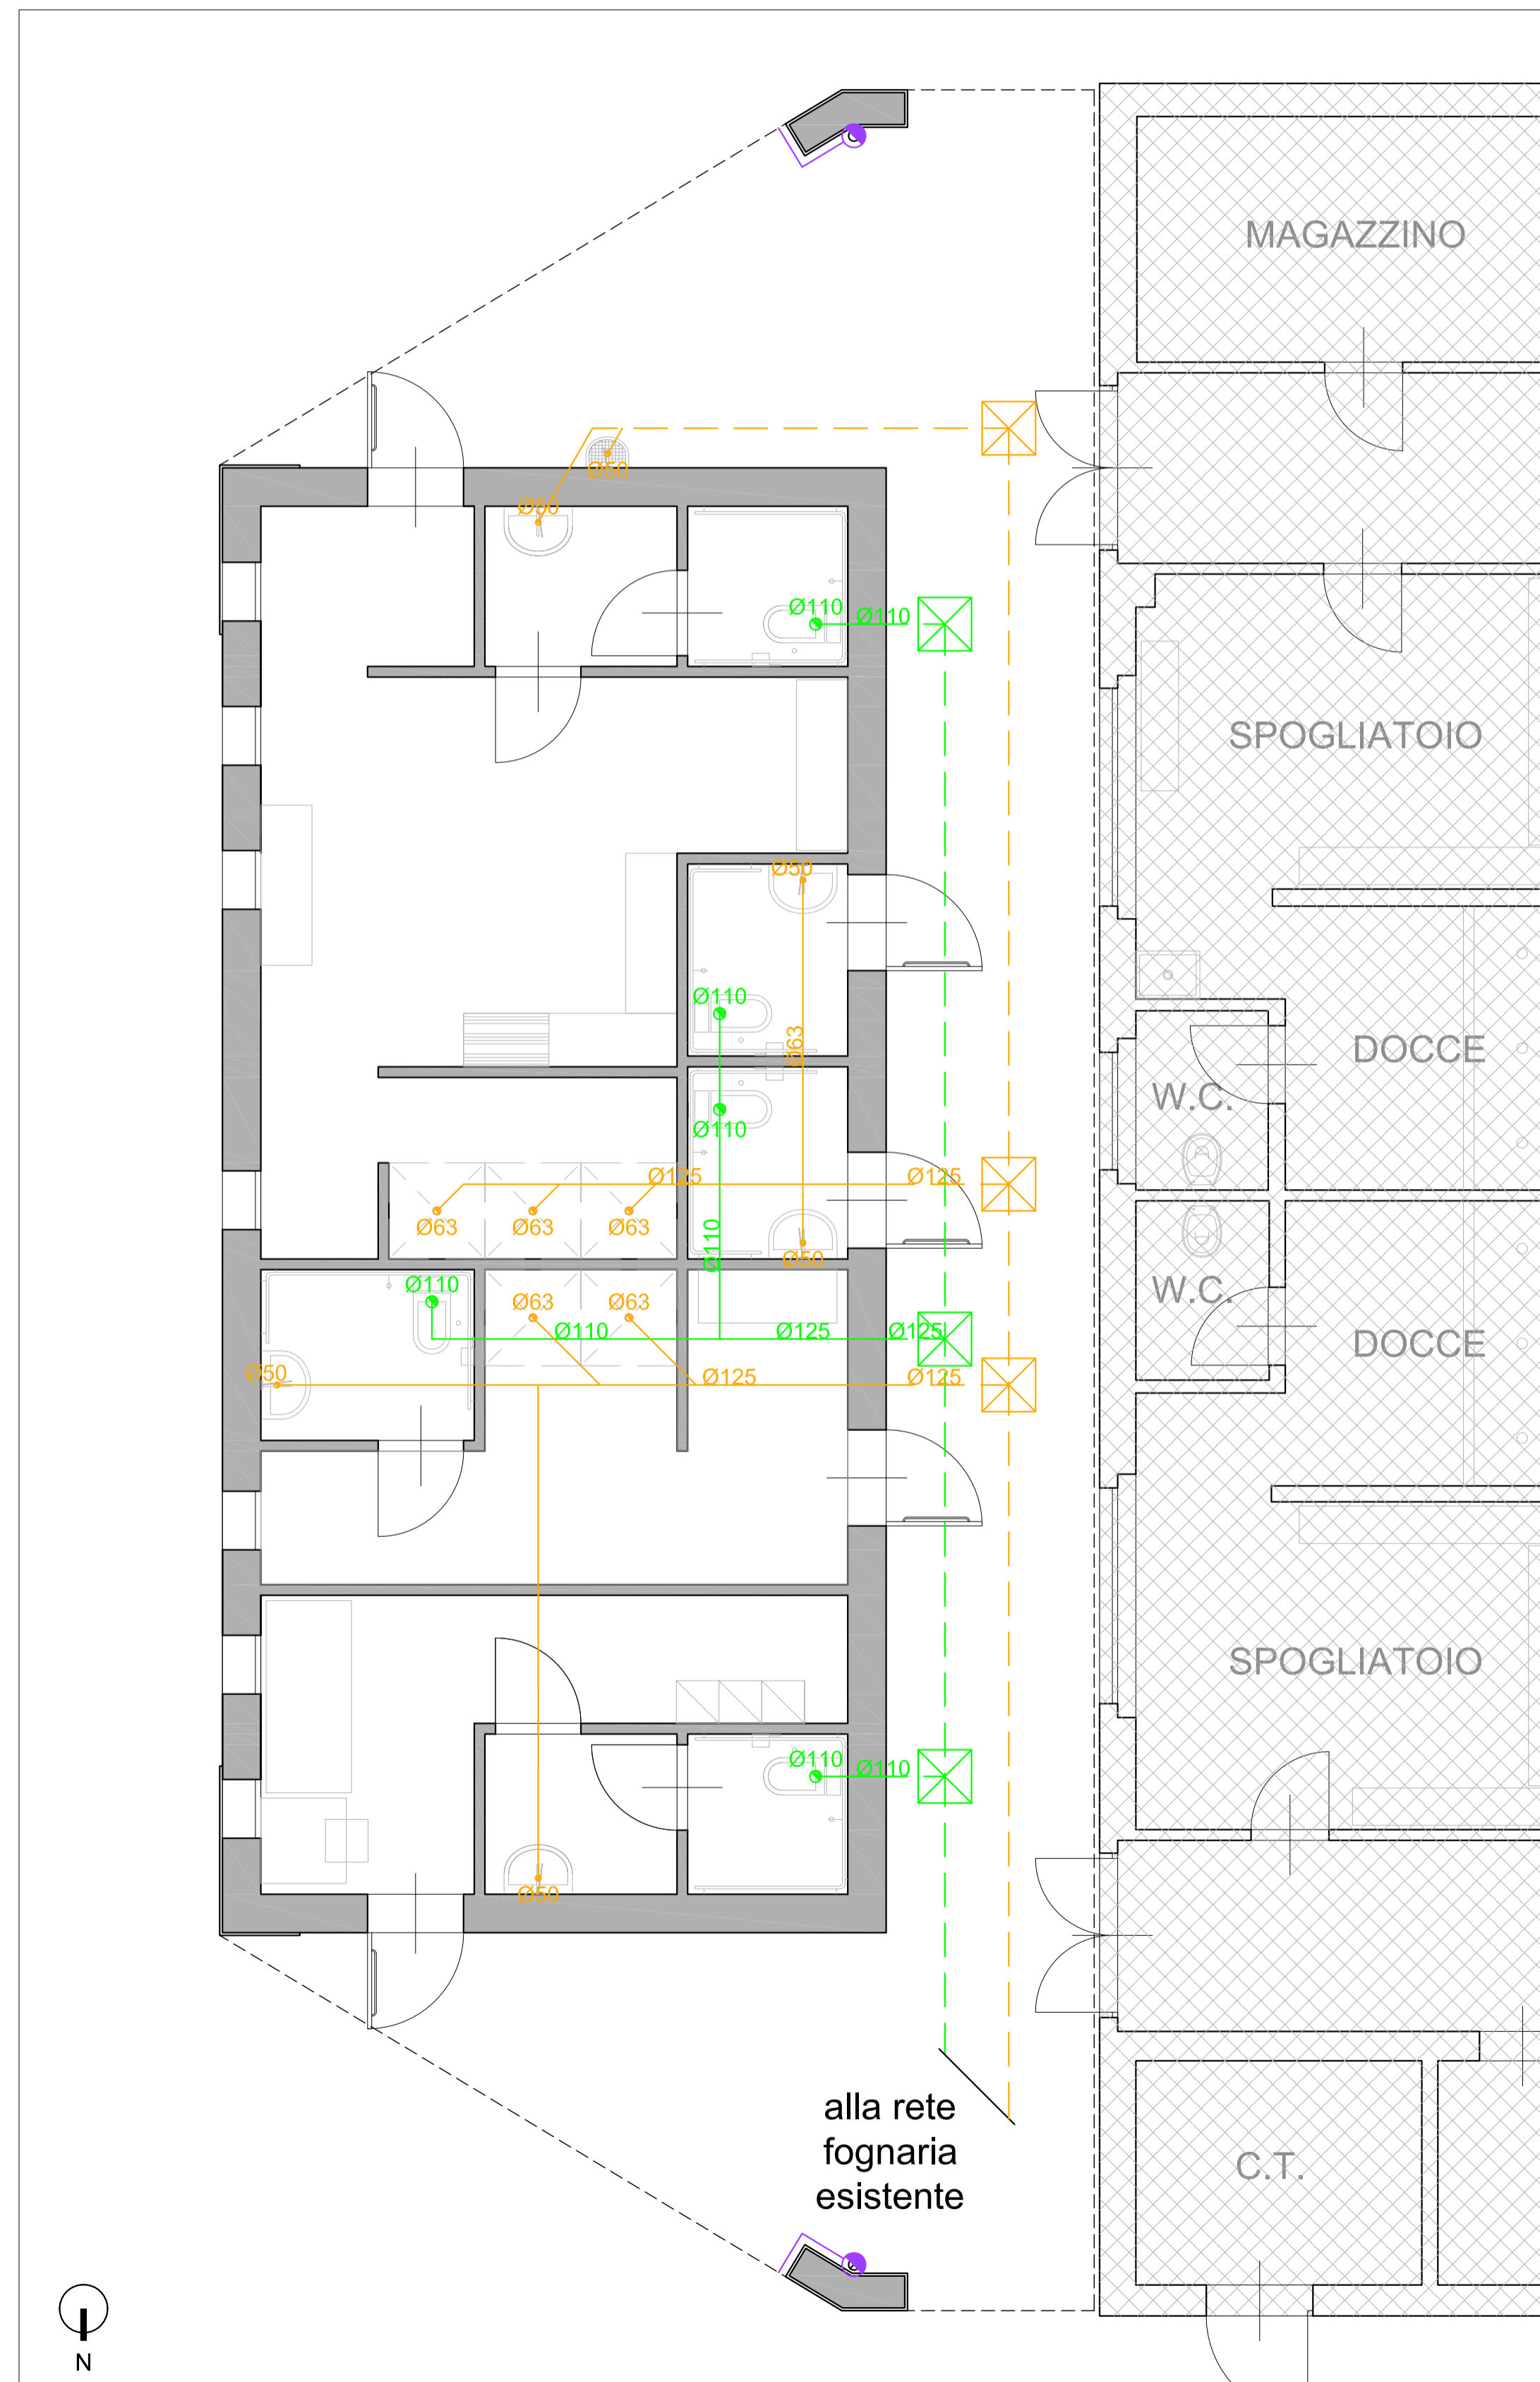 MAGAZZINO
Ø50
Ø50
Ø110
Ø110
SPOGLIATOIO
Ø50
Ø110
Ø63
DOCCE
W.C.
Ø110
Ø125
Ø125
Ø63
Ø63
Ø63
Ø110
Ø50
Ø110
Ø63
Ø63
W.C.
Ø110
Ø125
Ø125
DOCCE
Ø50
Ø125
Ø125
SPOGLIATOIO
Ø110
Ø110
Ø50
alla rete
fognaria
esistente
C.T.
N